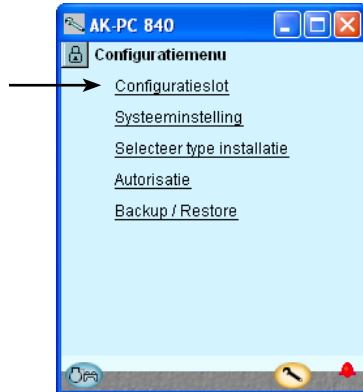 AK-PC 840
Configuratiemenu
Configuratieslot
Systeeminstelling
Selecteer type installatie
Autorisatie
Backup / Restore